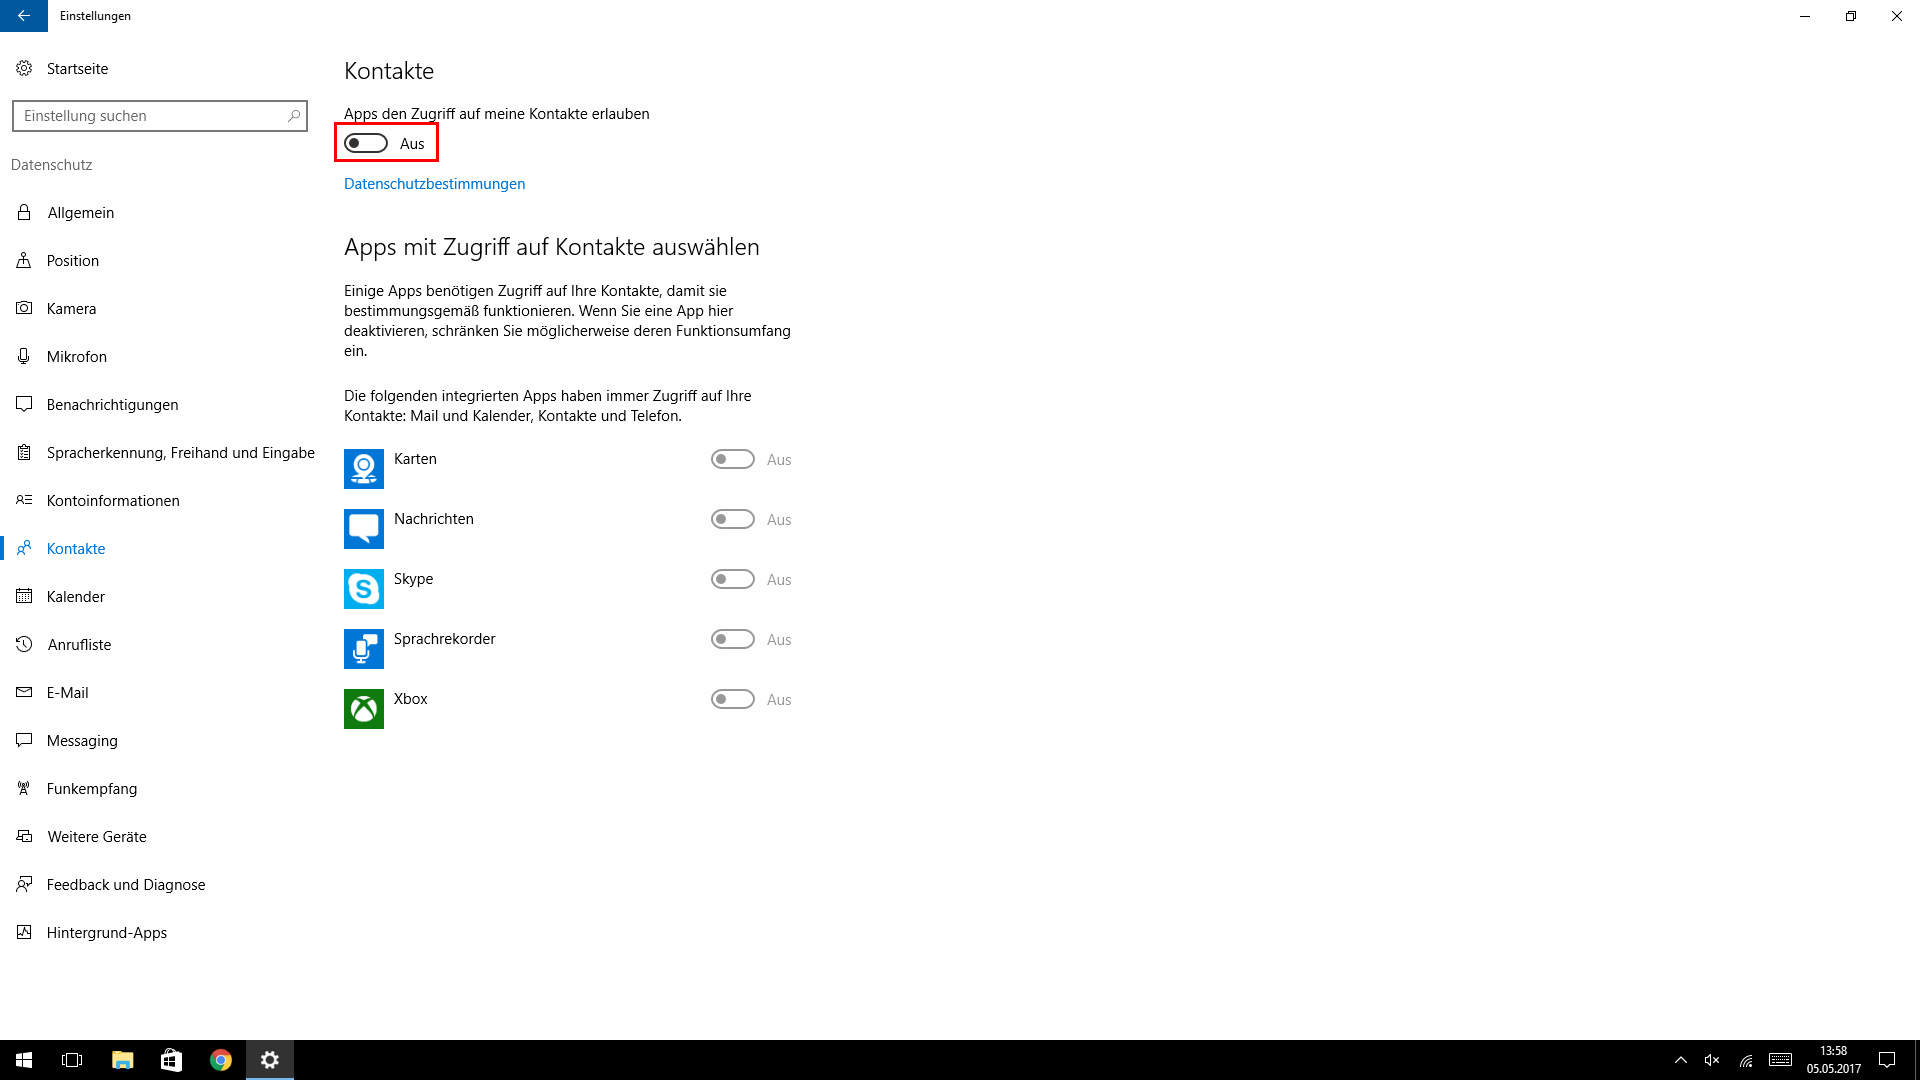 Einstellungen
Startseite
Einstellung suchen
Datenschutz
Allgemein
Position
Kamera
Mikrofon
Benachrichtigungen
Spracherkennung, Freihand und Eingabe
Kontoinformationen
Kontakte
Kalender
Anrufliste
E-Mail
Messaging
Funkempfang
Weitere Geräte
Feedback und Diagnose
Hintergrund-Apps
Kontakte
Apps den Zugriff auf meine Kontakte erlauben
Aus
Datenschutzbestimmungen
Apps mit Zugriff auf Kontakte auswählen
Einige Apps benötigen Zugriff auf Ihre Kontakte, damit sie
bestimmungsgemäß funktionieren. Wenn Sie eine App hier
deaktivieren, schränken Sie möglicherweise deren Funktionsumfang
ein.
Die folgenden integrierten Apps haben immer Zugriff auf Ihre
Kontakte: Mail und Kalender, Kontakte und Telefon.
Karten Aus
Nachrichten Aus
Skype Aus
Sprachrekorder Aus
Xbox Aus
13:58
05.05.2017